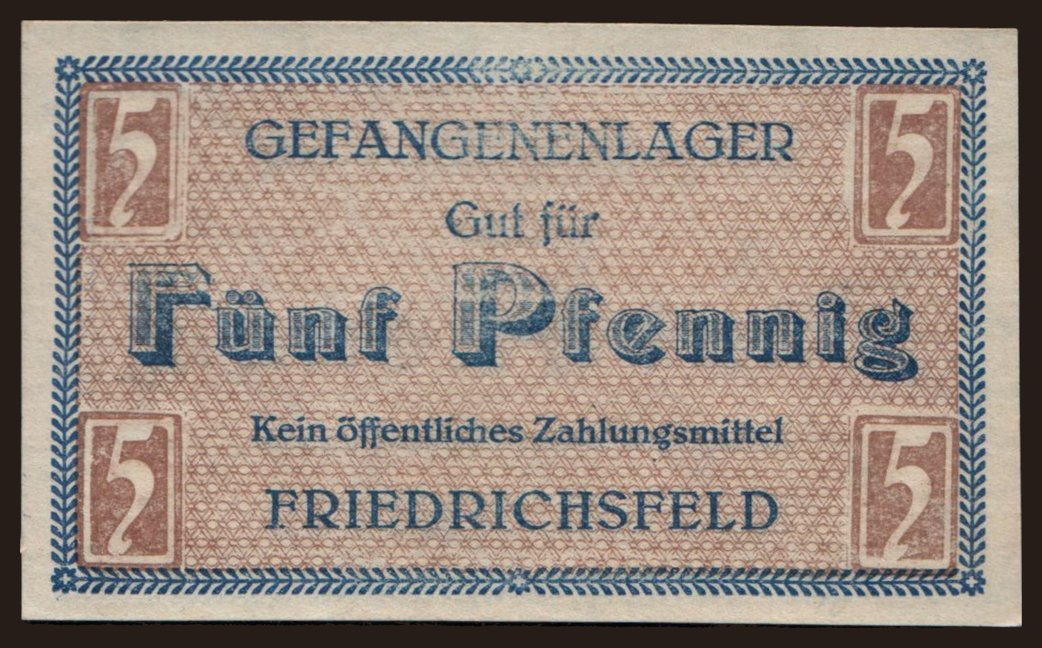 5 5
GEFANGENENLAGER
Gut für
Fünf Pfennig
Kein öffentliches Zahlungsmittel
FRIEDRICHSFELD
5 5